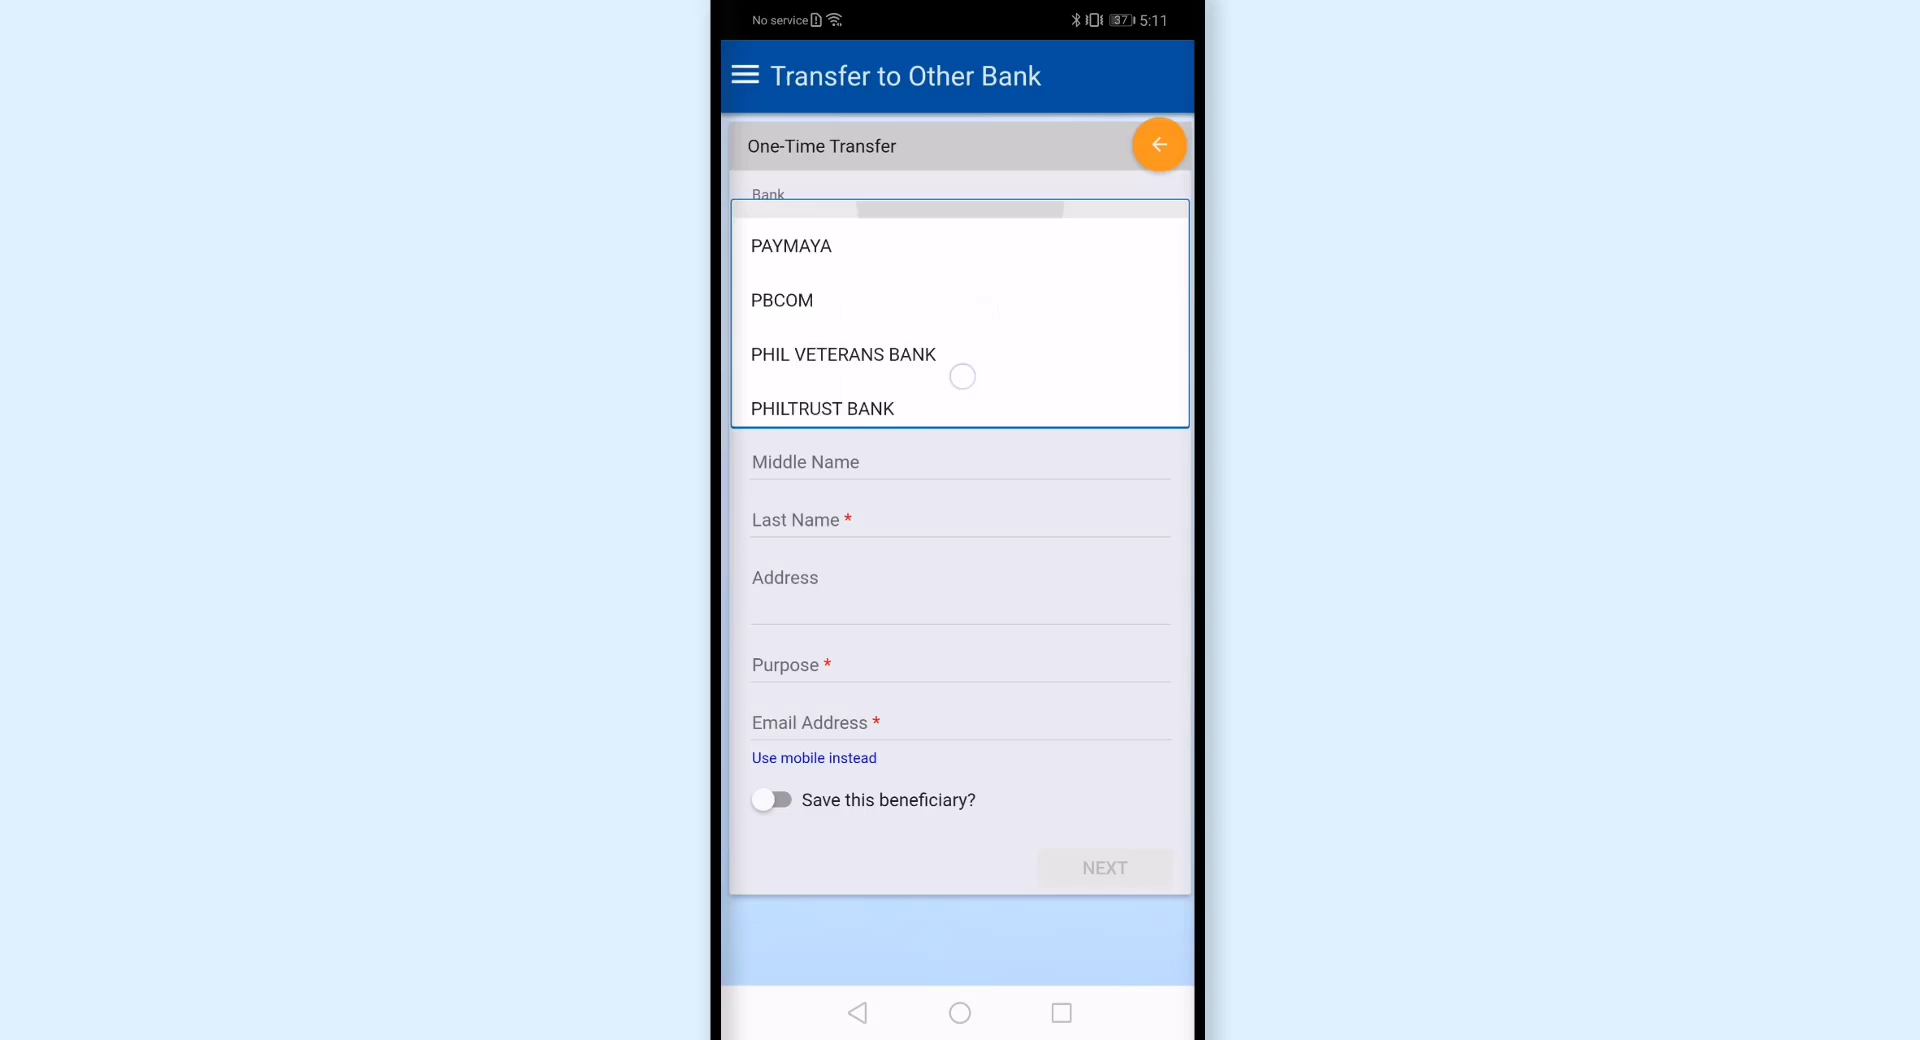 No service
37 5:11
Transfer to Other Bank
One-Time Transfer
Bank
PAYMAYA
PBCOM
PHIL VETERANS BANK
PHILTRUST BANK
Middle Name
Last Name *
Address
Purpose *
Email Address *
Use mobile instead
Save this beneficiary?
NEXT